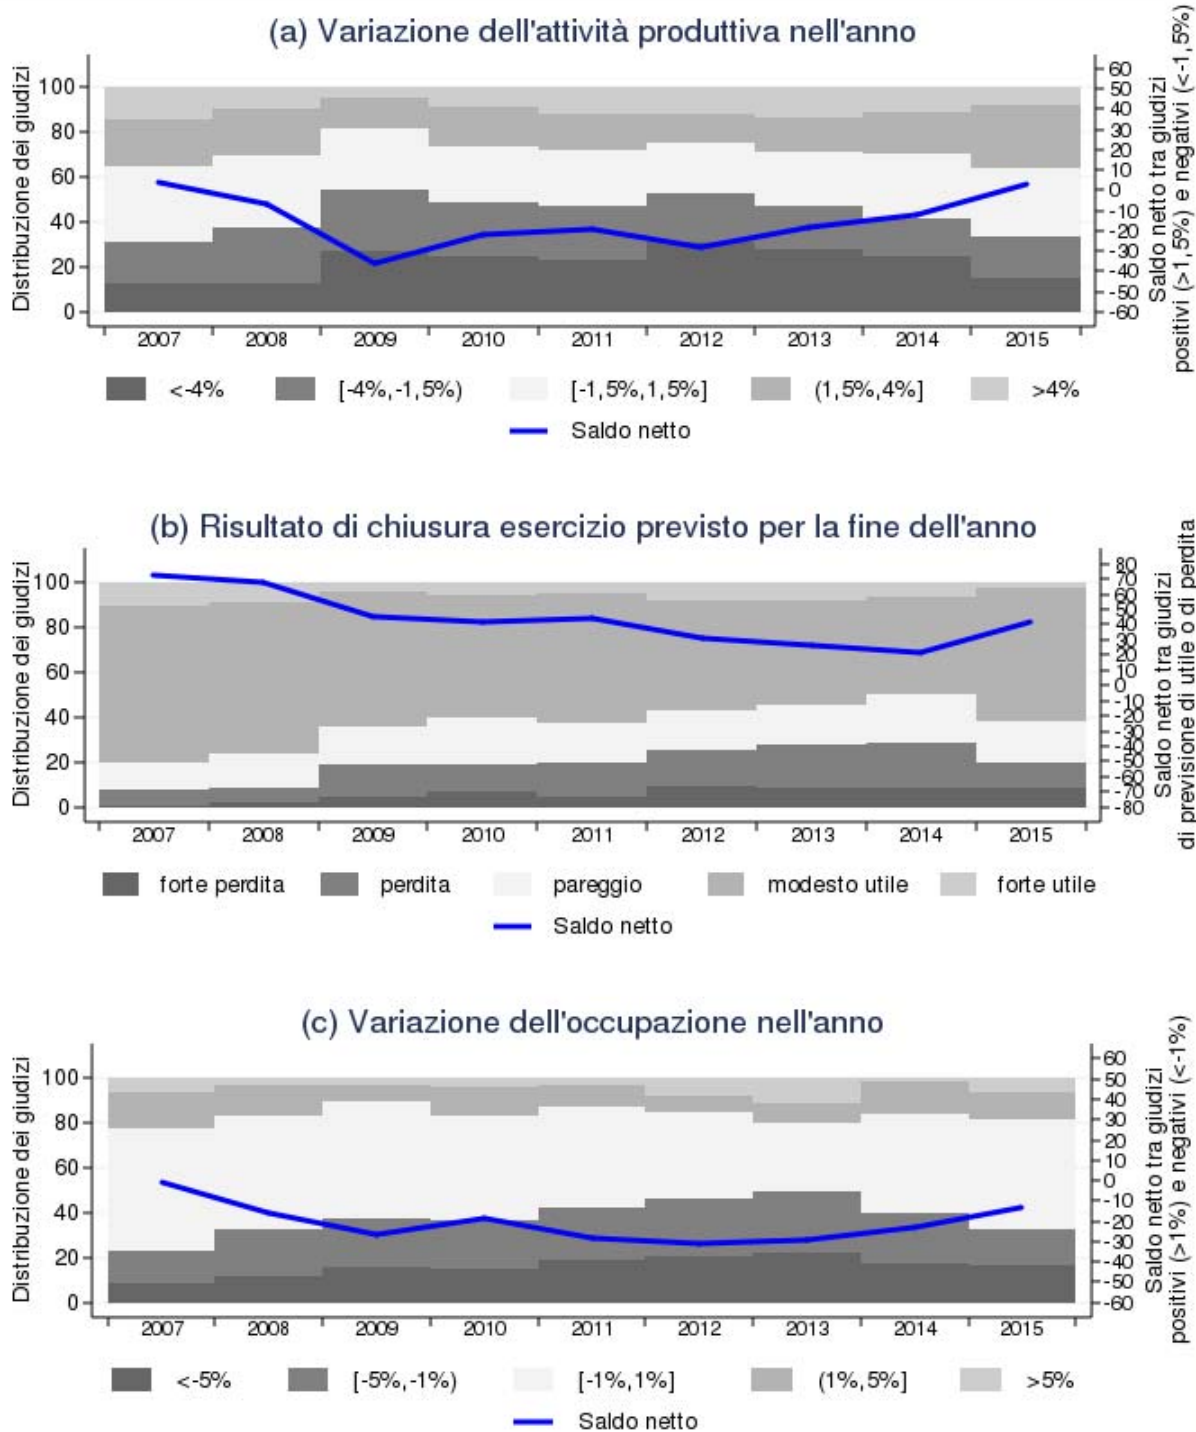 (a) Variazione dell'attività produttiva nell'anno
Distribuzione dei giudizi
100
80
60
40
20
0
60
50
40
30
20
10
0
-10
-20
-30
-40
-50
-60
Saldo netto tra giudizi
positivi (>1,5%) e negativi (<-1,5%)
2007 2008 2009 2010 2011 2012 2013 2014 2015
<-4% [-4%,-1,5%) [-1,5%,1,5%] (1,5%,4%] >4%
Saldo netto
(b) Risultato di chiusura esercizio previsto per la fine dell'anno
Distribuzione dei giudizi
100
80
60
40
20
0
80
70
60
50
40
30
20
10
0
-10
-20
-30
-40
-50
-60
-70
-80
Saldo netto tra giudizi
di previsione di utile o di perdita
2007 2008 2009 2010 2011 2012 2013 2014 2015
forte perdita perdita pareggio modesto utile forte utile
Saldo netto
(c) Variazione dell'occupazione nell'anno
Distribuzione dei giudizi
100
80
60
40
20
0
60
50
40
30
20
10
0
-10
-20
-30
-40
-50
-60
Saldo netto tra giudizi
positivi (>1%) e negativi (<-1%)
2007 2008 2009 2010 2011 2012 2013 2014 2015
<-5% [-5%,-1%) [-1%,1%] (1%,5%] >5%
Saldo netto